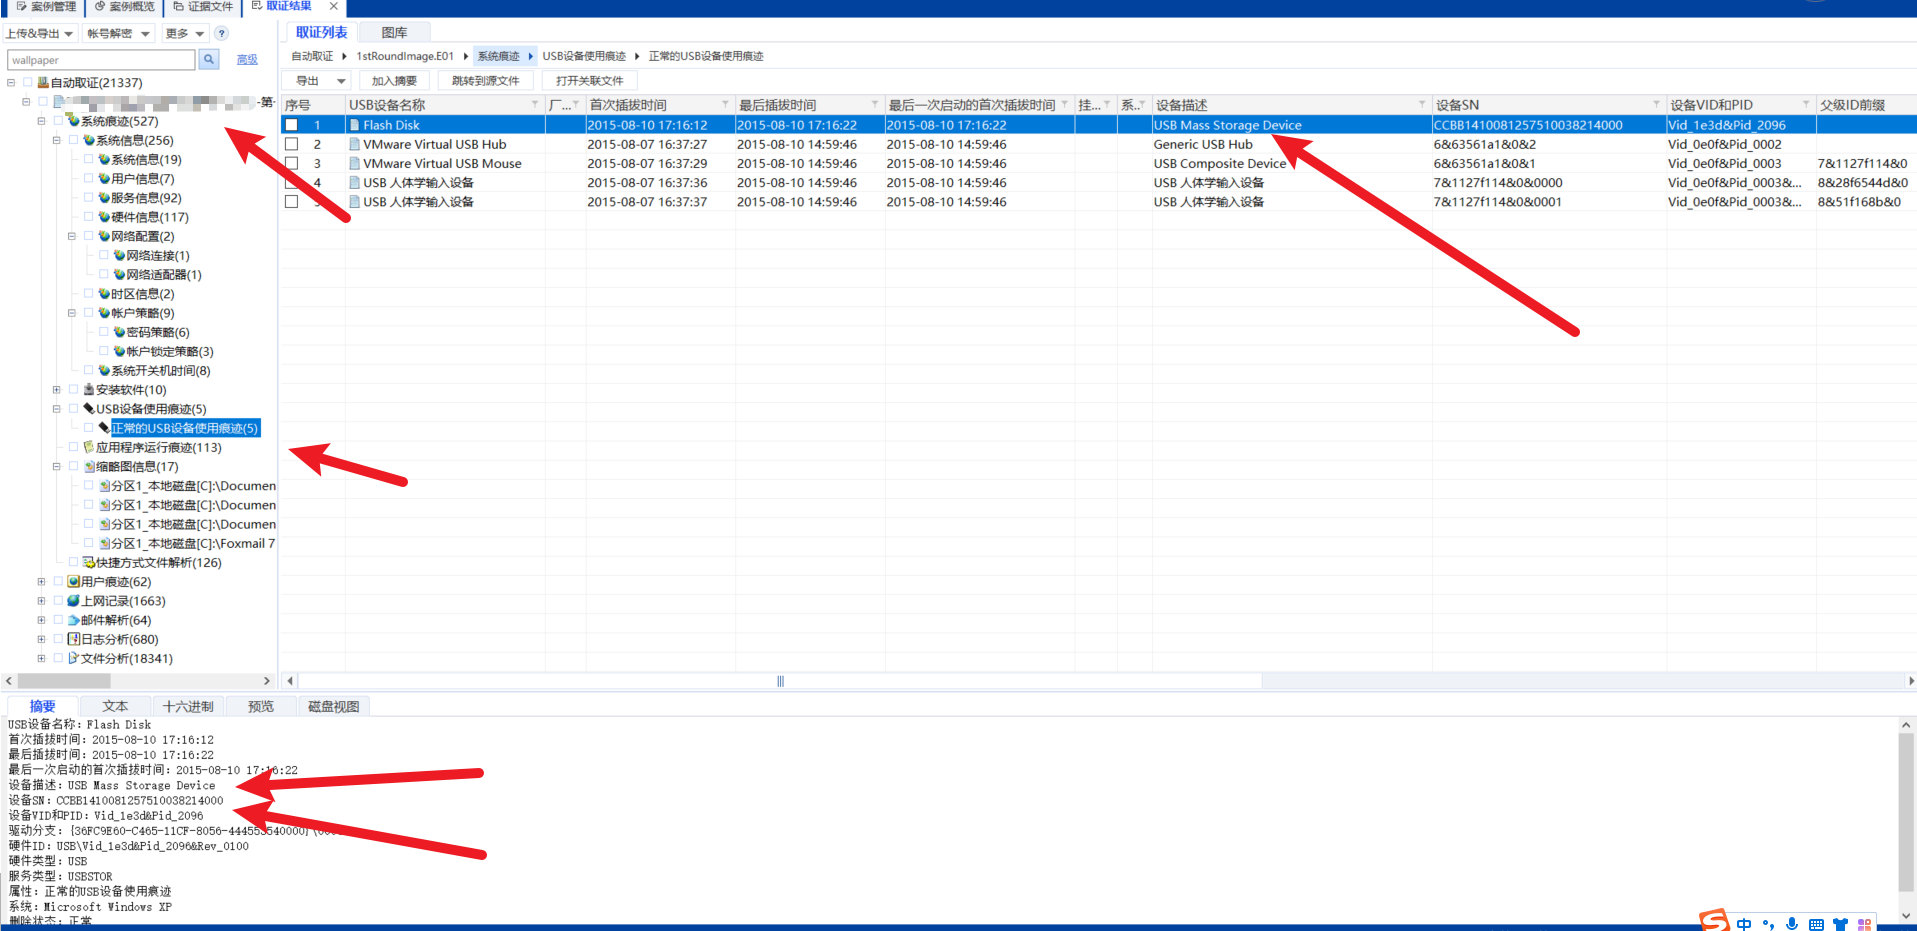 案例管理 案例概览 证据文件 取证结果
上传&导出 帐号解密 更多
wallpaper 高级
自动取证(21337)
-第·
系统痕迹(527)
系统信息(256)
系统信息(19)
用户信息(7)
服务信息(92)
硬件信息(117)
网络配置(2)
网络连接(1)
网络适配器(1)
时区信息(2)
帐户策略(9)
密码策略(6)
帐户锁定策略(3)
系统开关机时间(8)
安装软件(10)
USB设备使用痕迹(5)
正常的USB设备使用痕迹(5)
应用程序运行痕迹(113)
缩略图信息(17)
分区1_本地磁盘[C]:\Documen
分区1_本地磁盘[C]:\Documen
分区1_本地磁盘[C]:\Documen
分区1_本地磁盘[C]:\Foxmail 7
快捷方式文件解析(126)
用户痕迹(62)
上网记录(1663)
邮件解析(64)
日志分析(680)
文件分析(18341)
取证列表 图库
自动取证 1stRoundImage.E01 系统痕迹 USB设备使用痕迹 正常的USB设备使用痕迹
导出 加入摘要 跳转到源文件 打开关联文件
序号 USB设备名称 厂... 首次插拔时间 最后插拔时间 最后一次启动的首次插拔时间 挂... 系.. 设备描述 设备SN 设备VID和PID 父级ID前缀
1 Flash Disk 2015-08-10 17:16:12 2015-08-10 17:16:22 2015-08-10 17:16:22 USB Mass Storage Device CCBB1410081257510038214000 Vid_1e3d&Pid_2096
2 VMware Virtual USB Hub 2015-08-07 16:37:27 2015-08-10 14:59:46 2015-08-10 14:59:46 Generic USB Hub 6&63561a1&0&2 Vid_0e0f&Pid_0002
3 VMware Virtual USB Mouse 2015-08-07 16:37:29 2015-08-10 14:59:46 2015-08-10 14:59:46 USB Composite Device 6&63561a1&0&1 Vid_0e0f&Pid_0003 7&1127f114&0
4 USB 人体学输入设备 2015-08-07 16:37:36 2015-08-10 14:59:46 2015-08-10 14:59:46 USB 人体学输入设备 7&1127f114&0&0000 Vid_0e0f&Pid_0003&... 8&28f6544d&0
USB 人体学输入设备 2015-08-07 16:37:37 2015-08-10 14:59:46 2015-08-10 14:59:46 USB 人体学输入设备 7&1127f114&0&0001 Vid_0e0f&Pid_0003&... 8&51f168b&0
摘要 文本 十六进制 预览 磁盘视图
USB设备名称：Flash Disk
首次插拔时间：2015-08-10 17:16:12
最后插拔时间：2015-08-10 17:16:22
最后一次启动的首次插拔时间：2015-08-10 17:16:22
设备描述：USB Mass Storage Device
设备SN：CCBB1410081257510038214000
设备VID和PID：Vid_1e3d&Pid_2096
驱动分支：{36FC9E60-C465-11CF-8056-444553540000}
硬件ID：USB\Vid_1e3d&Pid_2096&Rev_0100
硬件类型：USB
服务类型：USBSTOR
属性：正常的USB设备使用痕迹
系统：Microsoft Windows XP
删除状态：正常
中